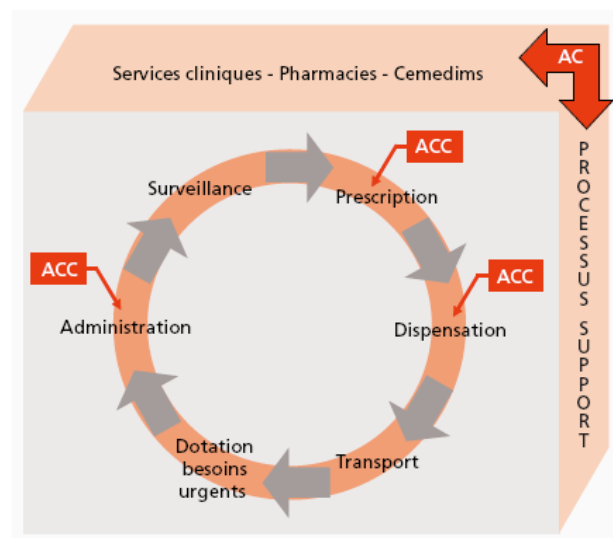 Services cliniques - Pharmacies - Cemedims
AC
ACC
Surveillance
Prescription
ACC
ACC
Administration
Dispensation
Dotation
besoins
urgents
Transport
PROCESSUS SUPPORT